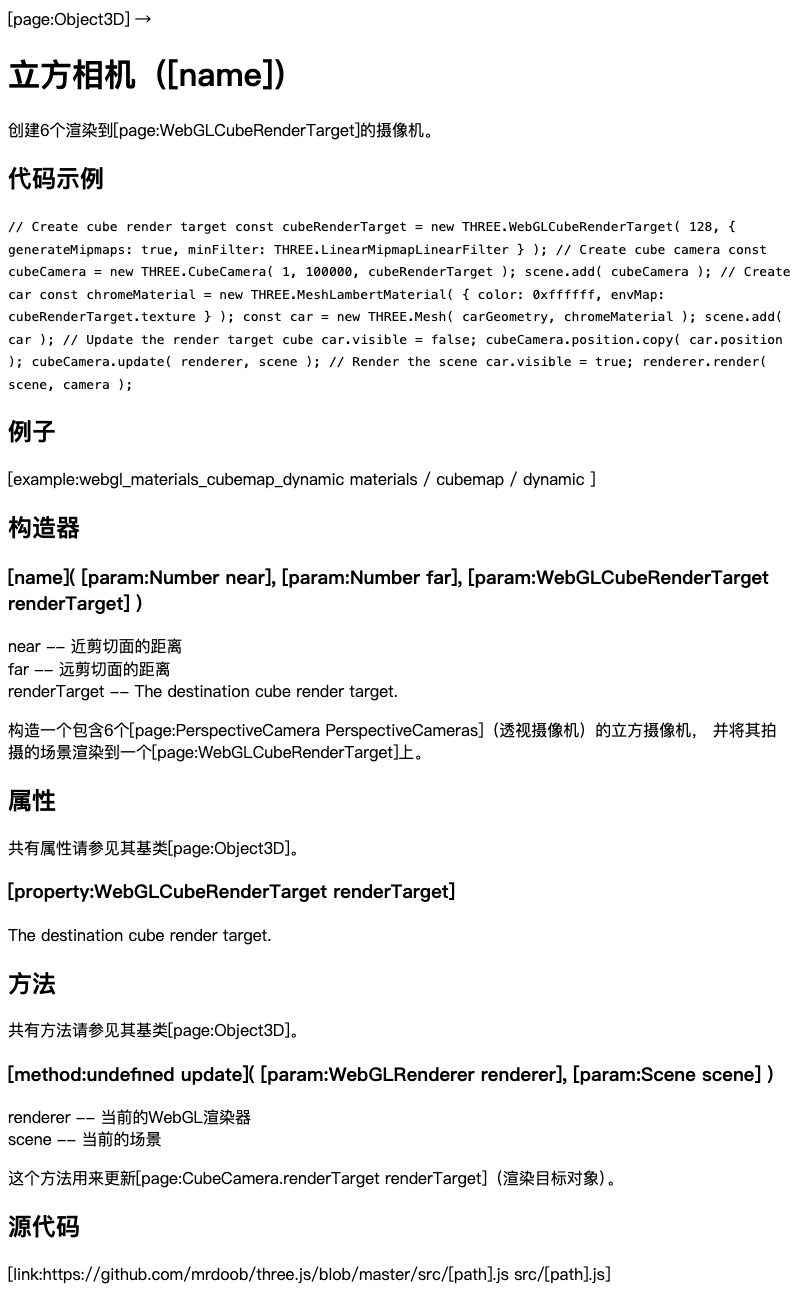 [page:Object3D] →
立方相机（[name]）
创建6个渲染到[page:WebGLCubeRenderTarget]的摄像机。
代码示例
// Create cube render target const cubeRenderTarget = new THREE.WebGLCubeRenderTarget( 128, {
generateMipmaps: true, minFilter: THREE.LinearMipmapLinearFilter } ); // Create cube camera const
cubeCamera = new THREE.CubeCamera( 1, 100000, cubeRenderTarget ); scene.add( cubeCamera ); // Create
car const chromeMaterial = new THREE.MeshLambertMaterial( { color: 0xffffff, envMap:
cubeRenderTarget.texture } ); const car = new THREE.Mesh( carGeometry, chromeMaterial ); scene.add(
car ); // Update the render target cube car.visible = false; cubeCamera.position.copy( car.position
); cubeCamera.update( renderer, scene ); // Render the scene car.visible = true; renderer.render(
scene, camera );
例子
[example:webgl_materials_cubemap_dynamic materials / cubemap / dynamic ]
构造器
[name]( [param:Number near], [param:Number far], [param:WebGLCubeRenderTarget
renderTarget] )
near -- 近剪切面的距离
far -- 远剪切面的距离
renderTarget -- The destination cube render target.
构造一个包含6个[page:PerspectiveCamera PerspectiveCameras]（透视摄像机）的立方摄像机， 并将其拍
摄的场景渲染到一个[page:WebGLCubeRenderTarget]上。
属性
共有属性请参见其基类[page:Object3D]。
[property:WebGLCubeRenderTarget renderTarget]
The destination cube render target.
方法
共有方法请参见其基类[page:Object3D]。
[method:undefined update]( [param:WebGLRenderer renderer], [param:Scene scene] )
renderer -- 当前的WebGL渲染器
scene -- 当前的场景
这个方法用来更新[page:CubeCamera.renderTarget renderTarget]（渲染目标对象）。
源代码
[link:https://github.com/mrdoob/three.js/blob/master/src/[path].js src/[path].js]